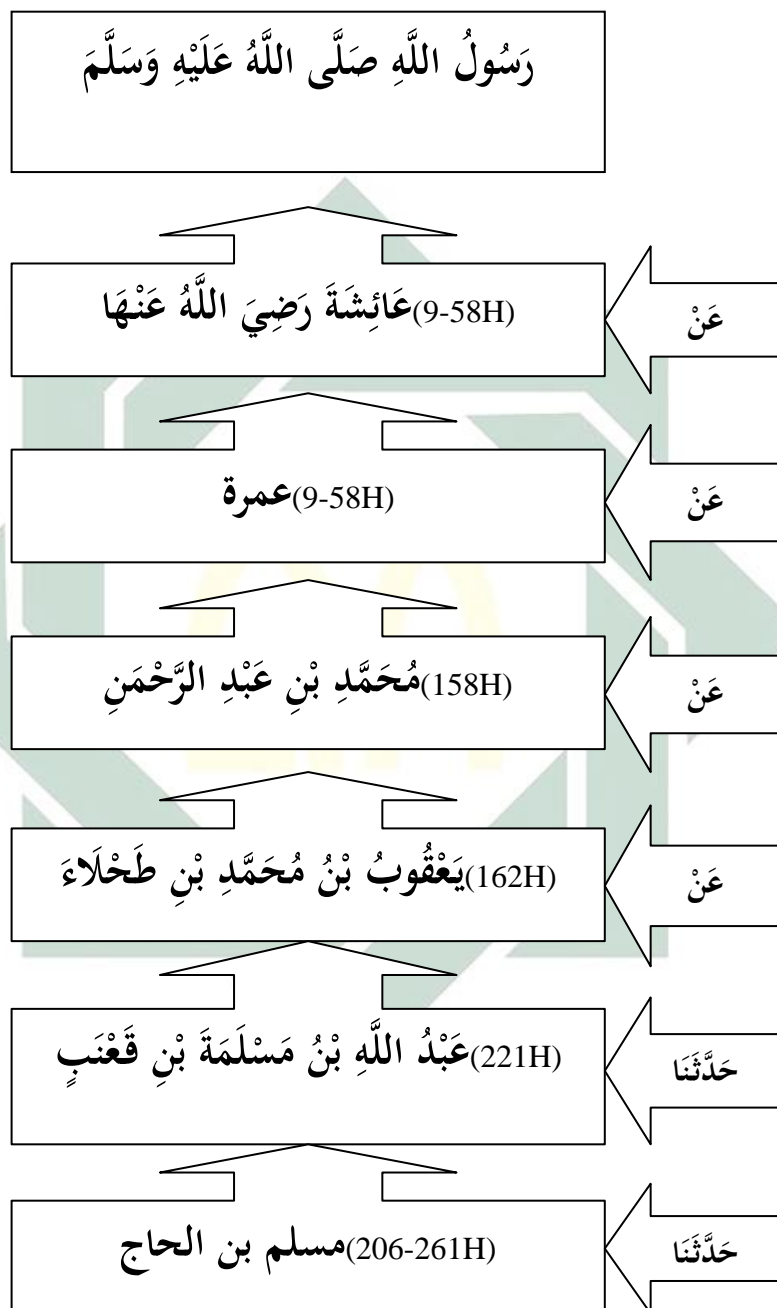 رَسُولُ اللَّهِ صَلَّى اللَّهُ عَلَيْهِ وَسَلَّمَ
عَائِشَةَ رَضِيَ اللَّهُ عَنْهَا(9-58H)
عَنْ
عمرة(9-58H)
عَنْ
مُحَمَّدِ بْنِ عَبْدِ الرَّحْمَنِ(158H)
عَنْ
يَعْقُوبُ بْنُ مُحَمَّدِ بْنِ طَحْلَاءَ(162H)
عَنْ
عَبْدُ اللَّهِ بْنُ مَسْلَمَةَ بْنِ قَعْنَبٍ(221H)
حَدَّثَنَا
مسلم بن الحاج(206-261H)
حَدَّثَنَا